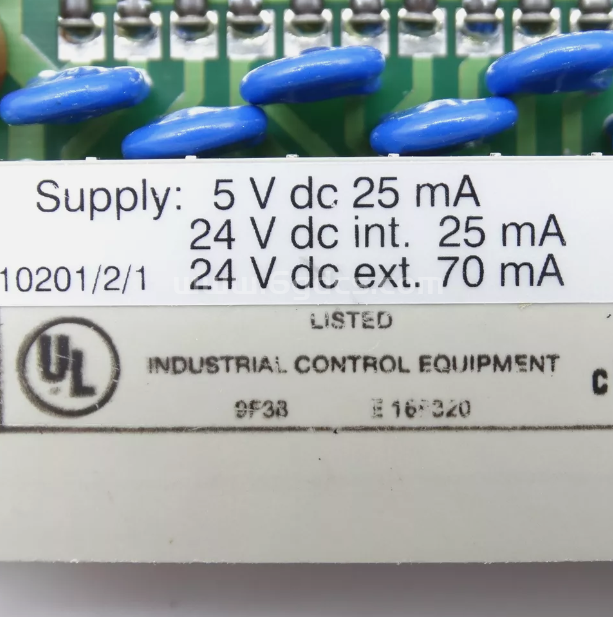 Supply: 5 V dc 25 mA
24 V dc int. 25 mA
10201/2/1 24 V dc ext. 70 mA
UL
LISTED
INDUSTRIAL CONTROL EQUIPMENT
9F38
C